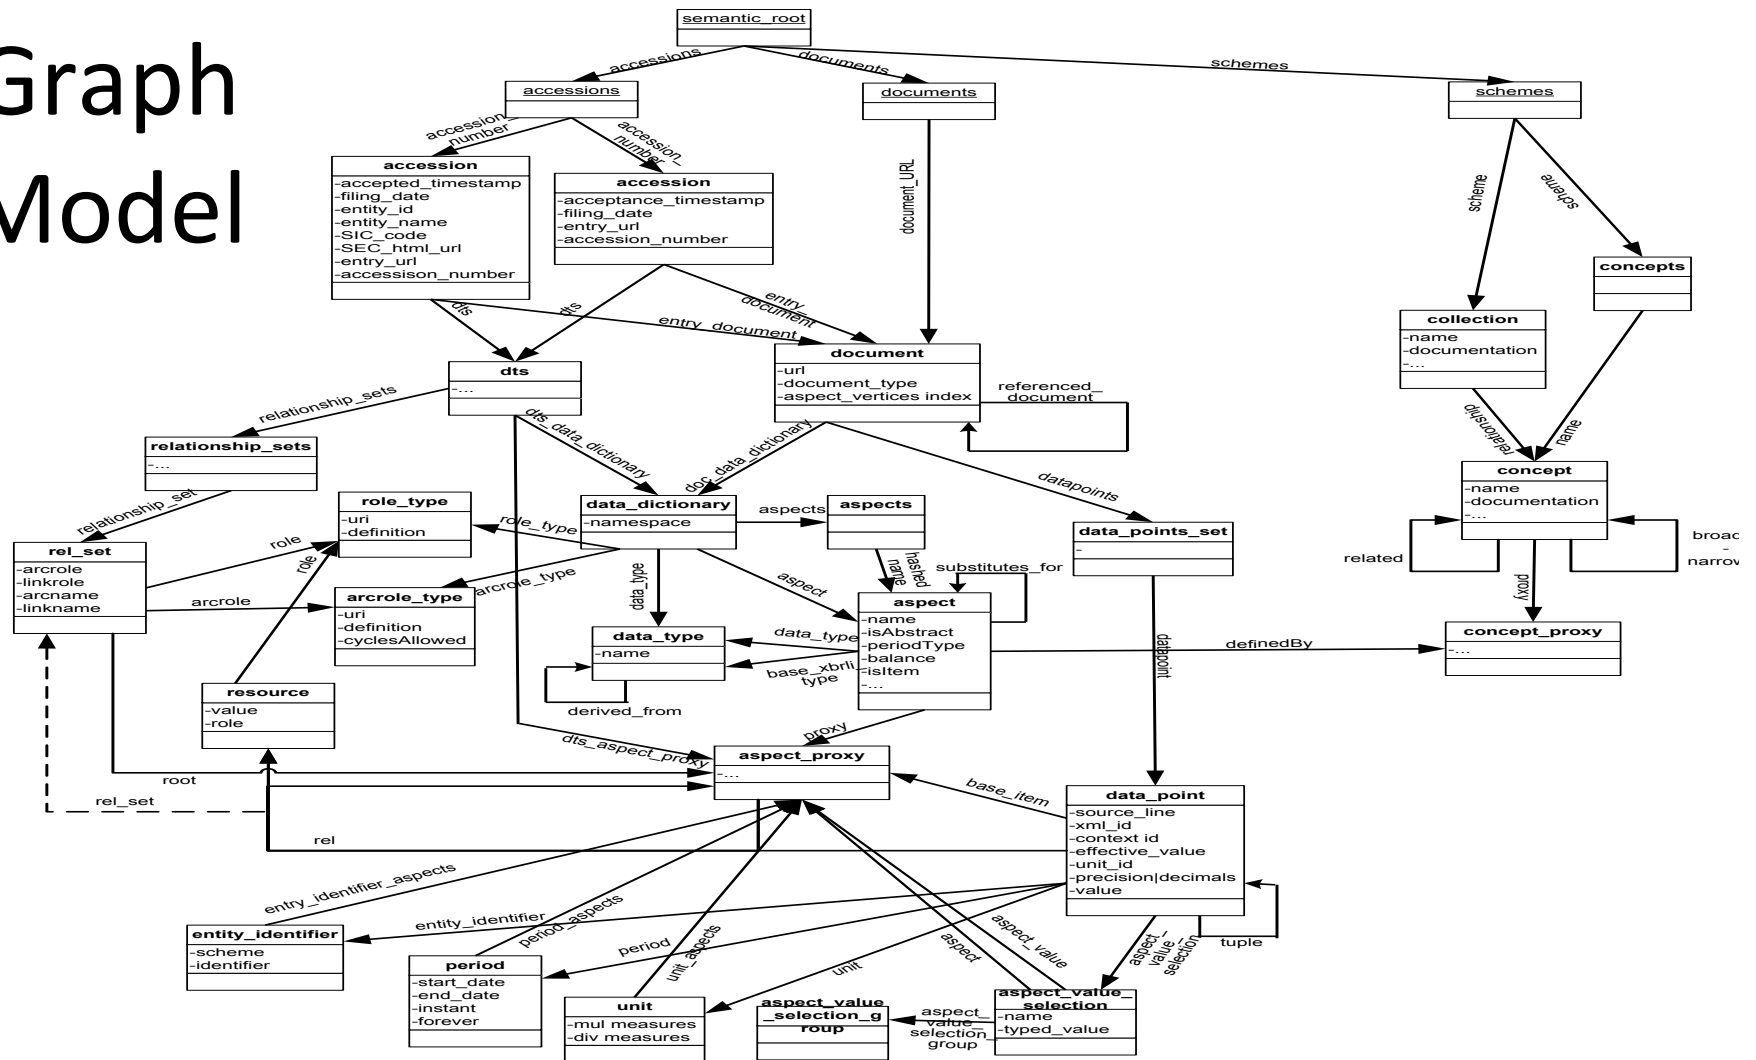 Graph
Model
semantic_root
accessions
documents
schemes
accessions
documents
schemes
accession_
number
accession_
number
document_URL
scheme
scheme
accession
-accepted_timestamp
-filing_date
-entity_id
-entity_name
-SIC_code
-SEC_html_url
-entry_url
-accessison_number
accession
-acceptance_timestamp
-filing_date
-entry_url
-accession_number
concepts
collection
-name
-documentation
-...
dts
dts
entry_
document
entry_document
dts
-...
document
-url
-document_type
-aspect_vertices index
referenced_
document
relationship
name
relationship_sets
dts_data_dictionary
doc_data_dictionary
datapoints
relationship_sets
-...
relationship_set
role_type
-uri
-definition
data_dictionary
-namespace
aspects
aspects
data_points_set
-
concept
-name
-documentation
-...
related
broad
-
narrow
proxy
rel_set
-arcrole
-linkrole
-arcname
-linkname
role
role
role_type
arcrole
arcrole_type
arcrole_type
-uri
-definition
-cyclesAllowed
data_type
aspect
hashed
name
substitutes_for
aspect
-name
-isAbstract
-periodType
-balance
-isItem
-...
data_type
-name
data_type
base_xbrli_
type
derived_from
definedBy
concept_proxy
-...
datapoint
resource
-value
-role
dts_aspect_proxy
proxy
aspect_proxy
-...
root
rel_set
rel
base_item
data_point
-source_line
-xml_id
-context id
-effective_value
-unit_id
-precision|decimals
-value
tuple
entry_identifier_aspects
entity_identifier
period_aspects
period
unit_aspects
unit
aspect
aspect_value
aspect_
value_
selection
entity_identifier
-scheme
-identifier
period
-start_date
-end_date
-instant
-forever
unit
-mul measures
-div measures
aspect_value
_selection_g
roup
aspect_
value_
selection_
group
aspect_value_
selection
-name
-typed_value